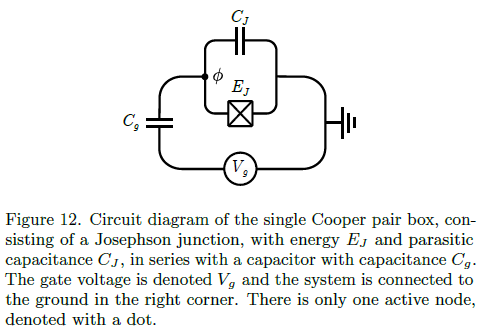 C_J
ϕ
E_J
C_g
V_g
Figure 12. Circuit diagram of the single Cooper pair box, con-
sisting of a Josephson junction, with energy E_J and parasitic
capacitance C_J, in series with a capacitor with capacitance C_g.
The gate voltage is denoted V_g and the system is connected to
the ground in the right corner. There is only one active node,
denoted with a dot.